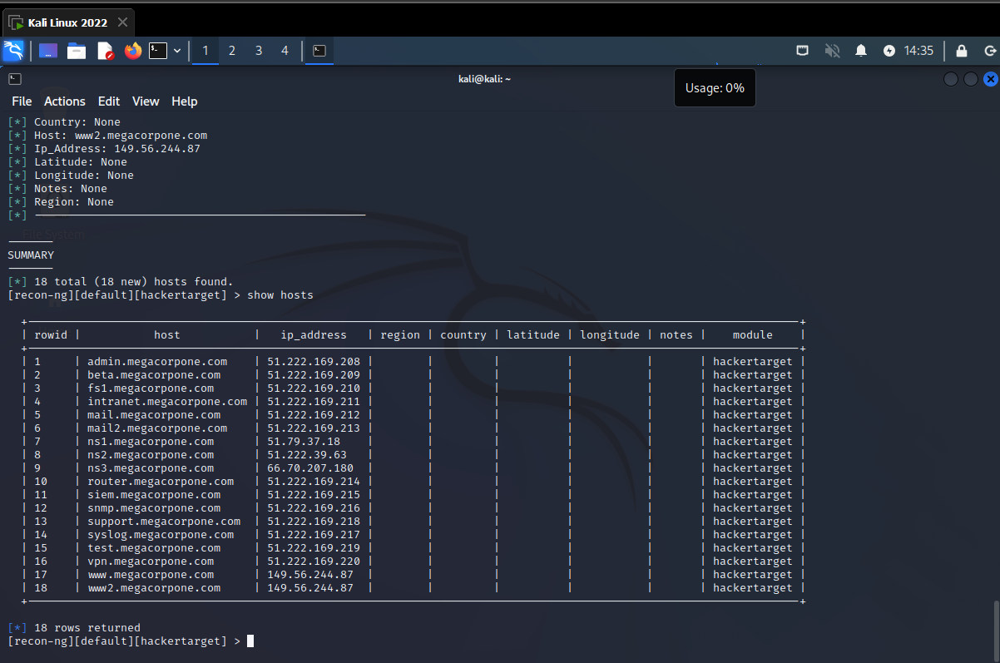 Kali Linux 2022
1 2 3 4 14:35
kali@kali: ~
Usage: 0%
File Actions Edit View Help
[*] Country: None
[*] Host: www2.megacorpone.com
[*] Ip_Address: 149.56.244.87
[*] Latitude: None
[*] Longitude: None
[*] Notes: None
[*] Region: None
[*] --------------------------------------------------
File System
-------
SUMMARY
-------
[*] 18 total (18 new) hosts found.
[recon-ng][default][hackertarget] > show hosts
+--------------------------------------------------------------------------------------------------------------------+
| rowid | host | ip_address | region | country | latitude | longitude | notes | module |
+--------------------------------------------------------------------------------------------------------------------+
| 1 | admin.megacorpone.com | 51.222.169.208 | | | | | | hackertarget |
| 2 | beta.megacorpone.com | 51.222.169.209 | | | | | | hackertarget |
| 3 | fs1.megacorpone.com | 51.222.169.210 | | | | | | hackertarget |
| 4 | intranet.megacorpone.com | 51.222.169.211 | | | | | | hackertarget |
| 5 | mail.megacorpone.com | 51.222.169.212 | | | | | | hackertarget |
| 6 | mail2.megacorpone.com | 51.222.169.213 | | | | | | hackertarget |
| 7 | ns1.megacorpone.com | 51.79.37.18 | | | | | | hackertarget |
| 8 | ns2.megacorpone.com | 51.222.39.63 | | | | | | hackertarget |
| 9 | ns3.megacorpone.com | 66.70.207.180 | | | | | | hackertarget |
| 10 | router.megacorpone.com | 51.222.169.214 | | | | | | hackertarget |
| 11 | siem.megacorpone.com | 51.222.169.215 | | | | | | hackertarget |
| 12 | snmp.megacorpone.com | 51.222.169.216 | | | | | | hackertarget |
| 13 | support.megacorpone.com | 51.222.169.218 | | | | | | hackertarget |
| 14 | syslog.megacorpone.com | 51.222.169.217 | | | | | | hackertarget |
| 15 | test.megacorpone.com | 51.222.169.219 | | | | | | hackertarget |
| 16 | vpn.megacorpone.com | 51.222.169.220 | | | | | | hackertarget |
| 17 | www.megacorpone.com | 149.56.244.87 | | | | | | hackertarget |
| 18 | www2.megacorpone.com | 149.56.244.87 | | | | | | hackertarget |
+--------------------------------------------------------------------------------------------------------------------+
[*] 18 rows returned
[recon-ng][default][hackertarget] >